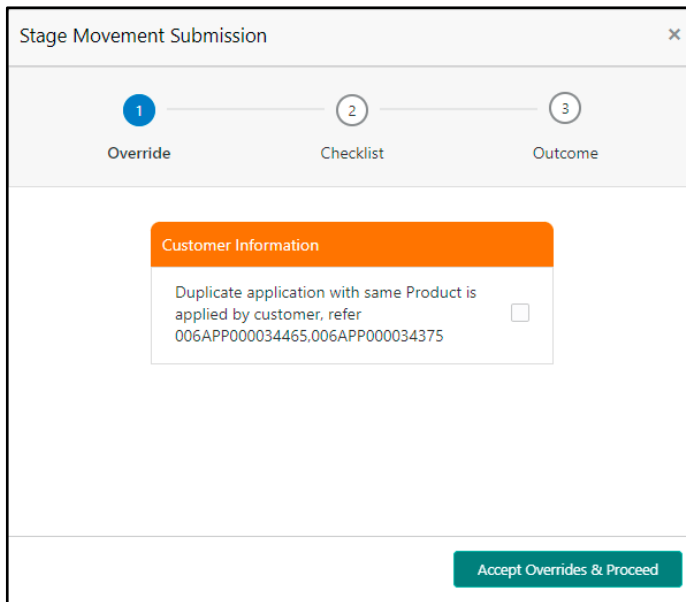 Stage Movement Submission
×
1
2
3
Override
Checklist
Outcome
Customer Information
Duplicate application with same Product is
applied by customer, refer
006APP000034465,006APP000034375
Accept Overrides & Proceed